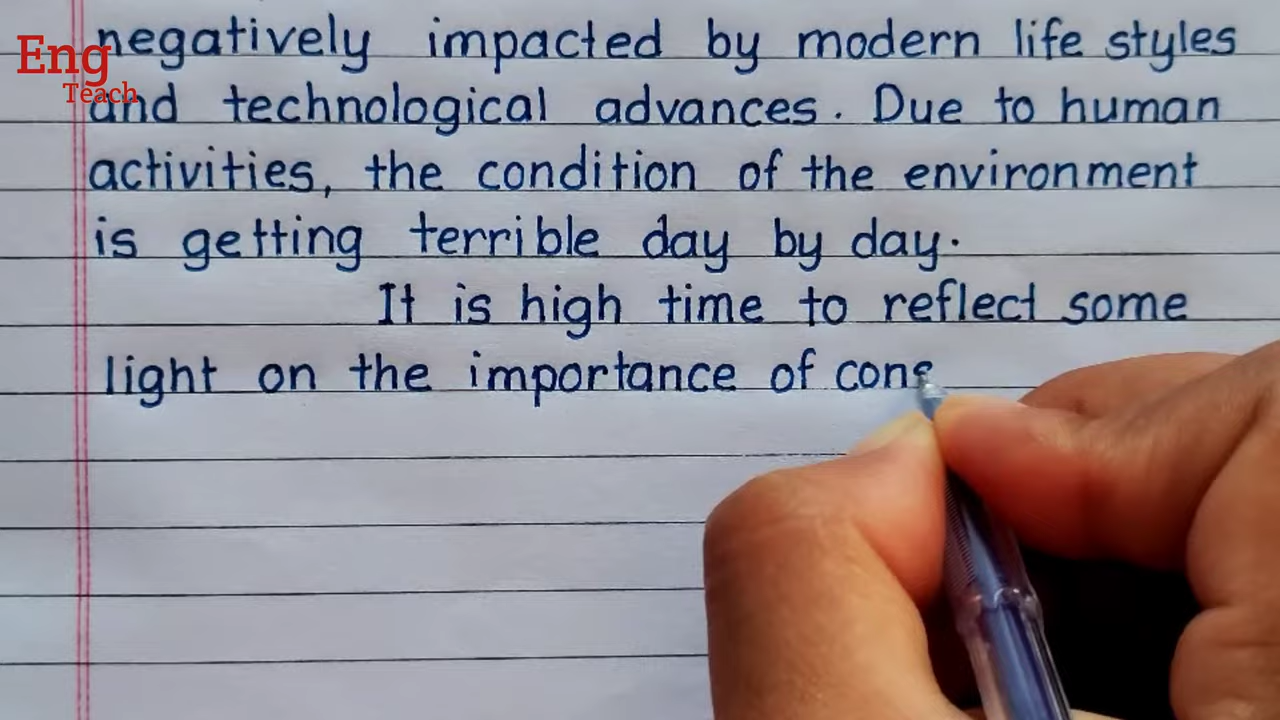 Eng
Teach
negatively impacted by modern life styles
and technological advances. Due to human
activities, the condition of the environment
is getting terrible day by day.
It is high time to reflect some
light on the importance of cons